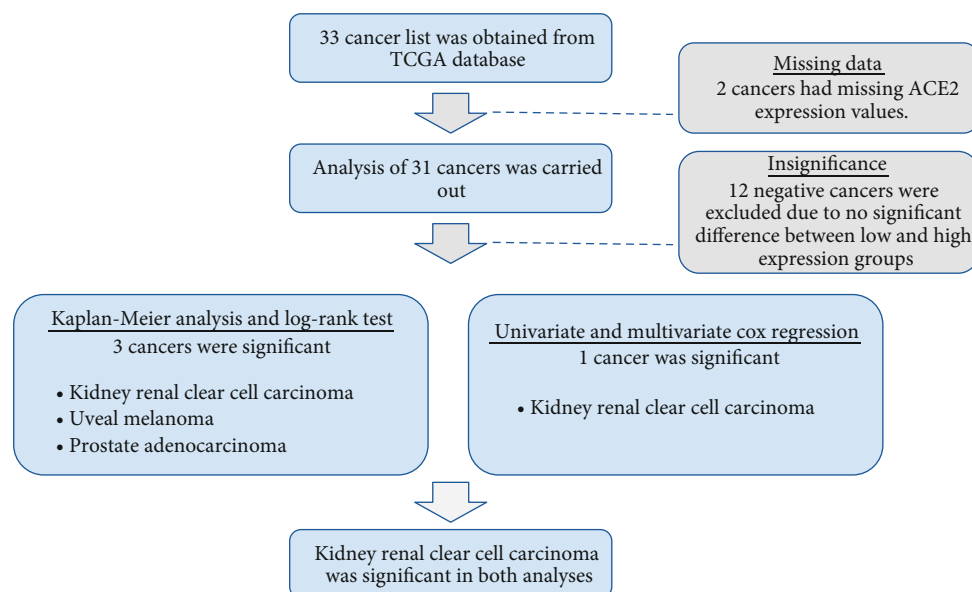 33 cancer list was obtained from
TCGA database
Missing data
2 cancers had missing ACE2
expression values.
Analysis of 31 cancers was carried
out
Insignificance
12 negative cancers were
excluded due to no significant
difference between low and high
expression groups
Kaplan-Meier analysis and log-rank test
3 cancers were significant
• Kidney renal clear cell carcinoma
• Uveal melanoma
• Prostate adenocarcinoma
Univariate and multivariate cox regression
1 cancer was significant
• Kidney renal clear cell carcinoma
Kidney renal clear cell carcinoma
was significant in both analyses